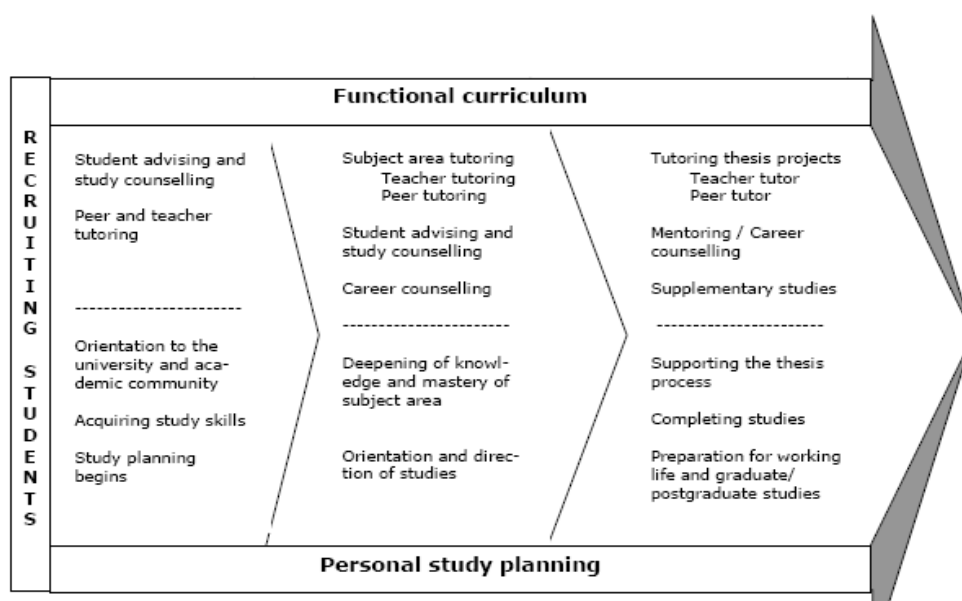 Functional curriculum
RECRUITING STUDENTS
Student advising and
study counselling
Peer and teacher
tutoring
-----------------------
Orientation to the
university and aca-
demic community
Acquiring study skills
Study planning
begins
Subject area tutoring
Teacher tutoring
Peer tutoring
Student advising and
study counselling
Career counselling
-----------------------
Deepening of knowl-
edge and mastery of
subject area
Orientation and direc-
tion of studies
Tutoring thesis projects
Teacher tutor
Peer tutor
Mentoring / Career
counselling
Supplementary studies
-----------------------
Supporting the thesis
process
Completing studies
Preparation for working
life and graduate/
postgraduate studies
Personal study planning